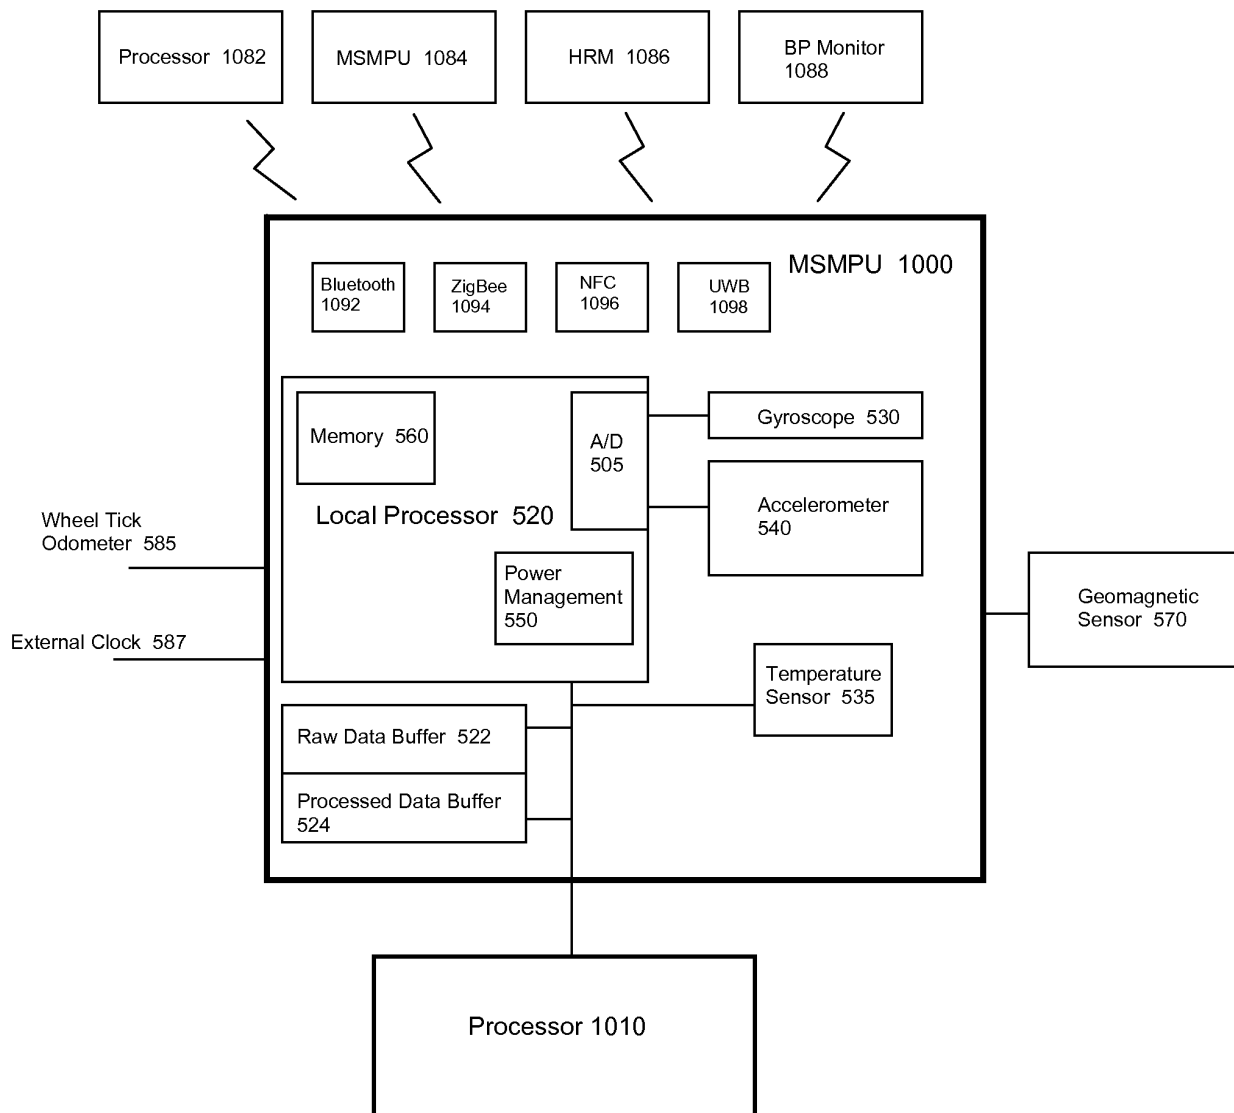 Processor 1082
MSMPU 1084
HRM 1086
BP Monitor
1088
MSMPU 1000
Bluetooth
1092
ZigBee
1094
NFC
1096
UWB
1098
Memory 560
A/D
505
Gyroscope 530
Local Processor 520
Accelerometer
540
Wheel Tick
Odometer 585
Power
Management
550
Geomagnetic
Sensor 570
External Clock 587
Temperature
Sensor 535
Raw Data Buffer 522
Processed Data Buffer
524
Processor 1010